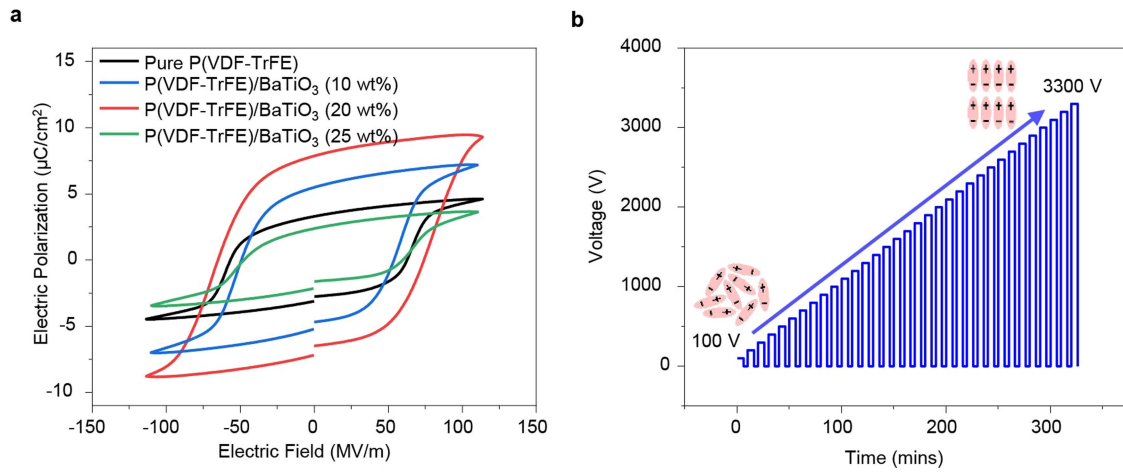 a
15
10
5
0
-5
-10
-150
-100
-50
0
50
100
150
Electric Polarization (µC/cm²)
Electric Field (MV/m)
Pure P(VDF-TrFE)
P(VDF-TrFE)/BaTiO₃ (10 wt%)
P(VDF-TrFE)/BaTiO₃ (20 wt%)
P(VDF-TrFE)/BaTiO₃ (25 wt%)
b
4000
3000
2000
1000
0
0
100
200
300
Voltage (V)
Time (mins)
3300 V
100 V